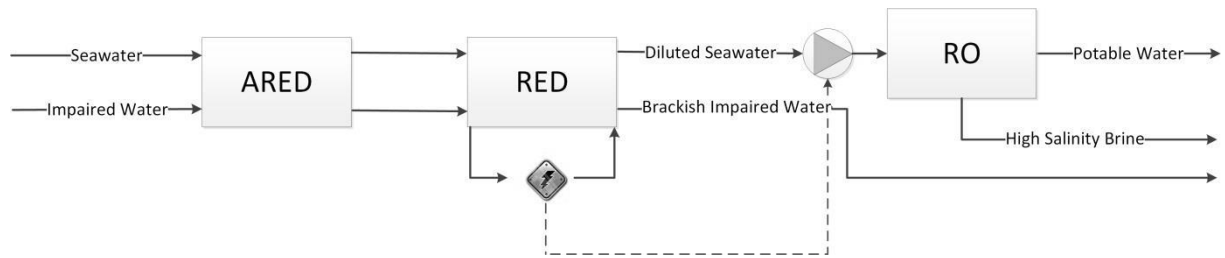 Seawater
Impaired Water
ARED
RED
Diluted Seawater
Brackish Impaired Water
RO
Potable Water
High Salinity Brine